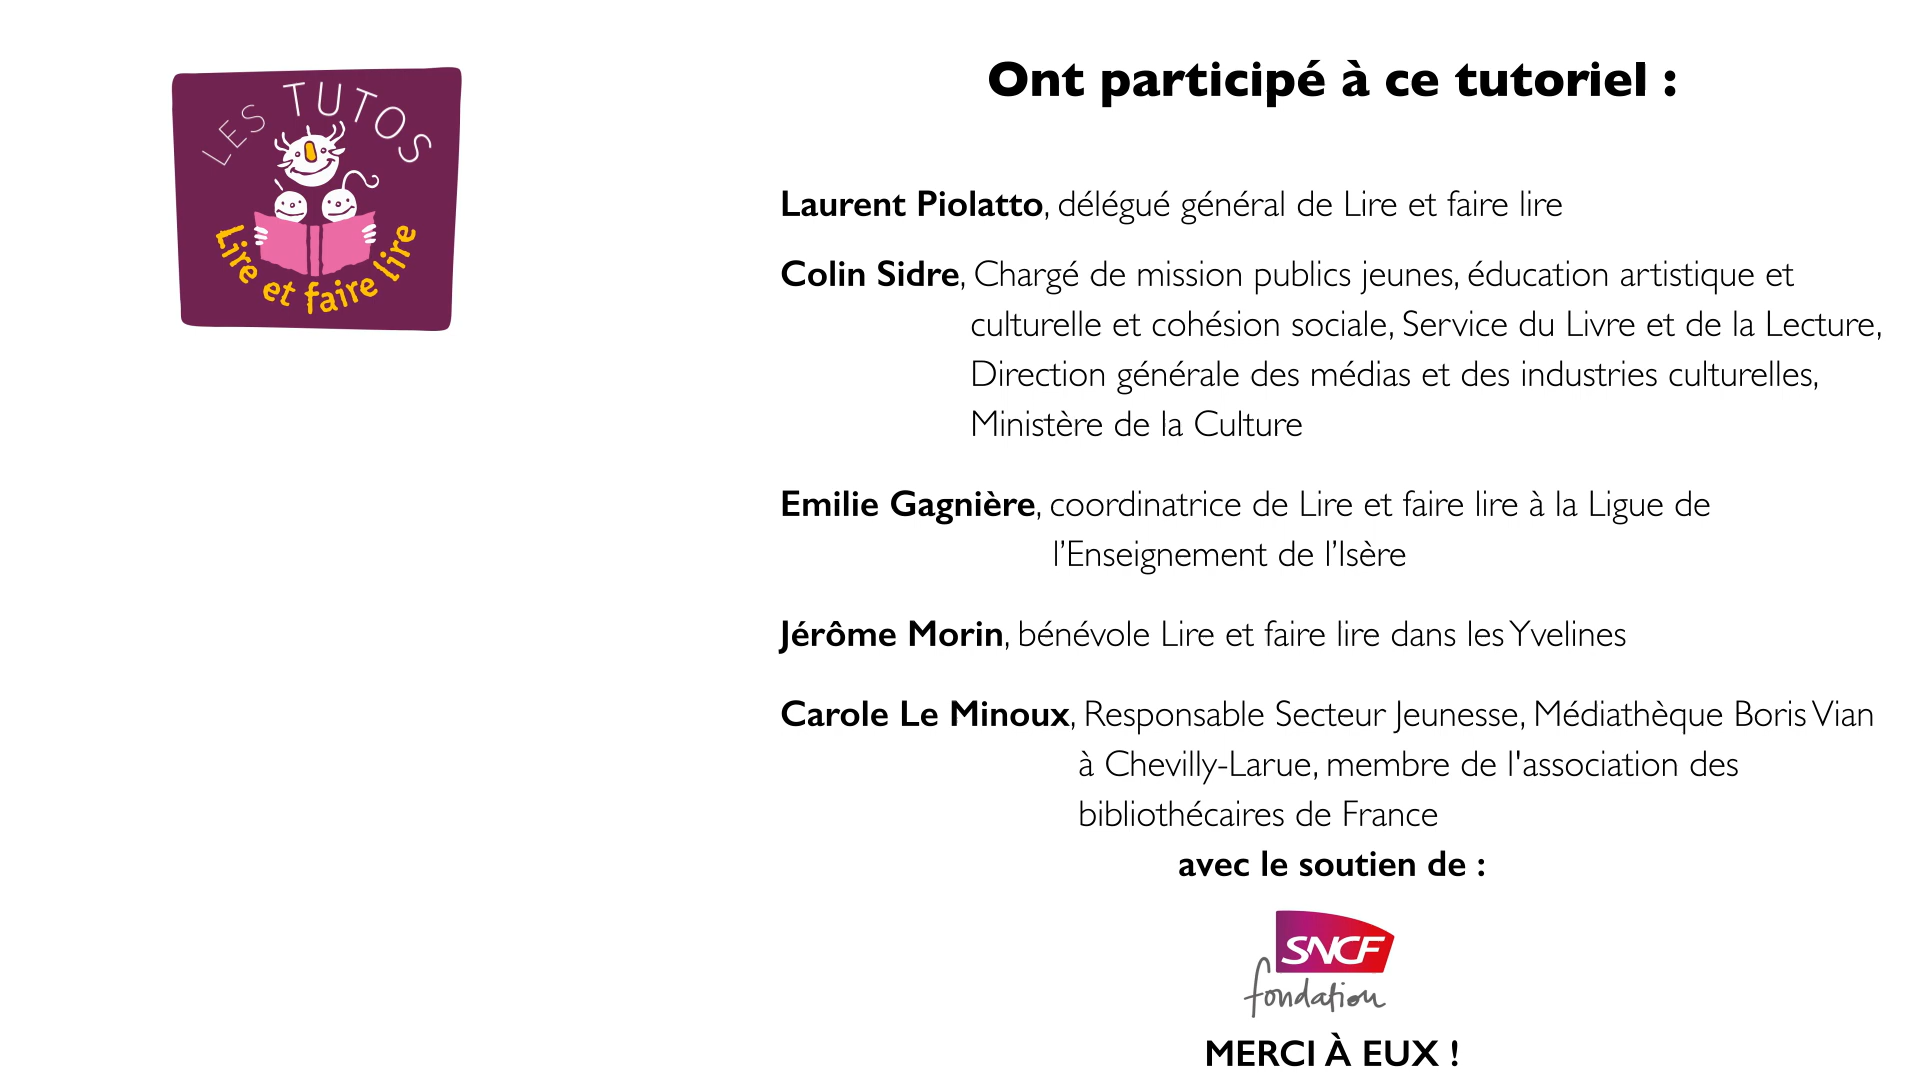 LES TUTOS
Lire et faire lire
Ont participé à ce tutoriel :
Laurent Piolatto, délégué général de Lire et faire lire
Colin Sidre, Chargé de mission publics jeunes, éducation artistique et
culturelle et cohésion sociale, Service du Livre et de la Lecture,
Direction générale des médias et des industries culturelles,
Ministère de la Culture
Emilie Gagnière, coordinatrice de Lire et faire lire à la Ligue de
l’Enseignement de l’Isère
Jérôme Morin, bénévole Lire et faire lire dans les Yvelines
Carole Le Minoux, Responsable Secteur Jeunesse, Médiathèque Boris Vian
à Chevilly-Larue, membre de l'association des
bibliothécaires de France
avec le soutien de :
SNCF
fondation
MERCI À EUX !